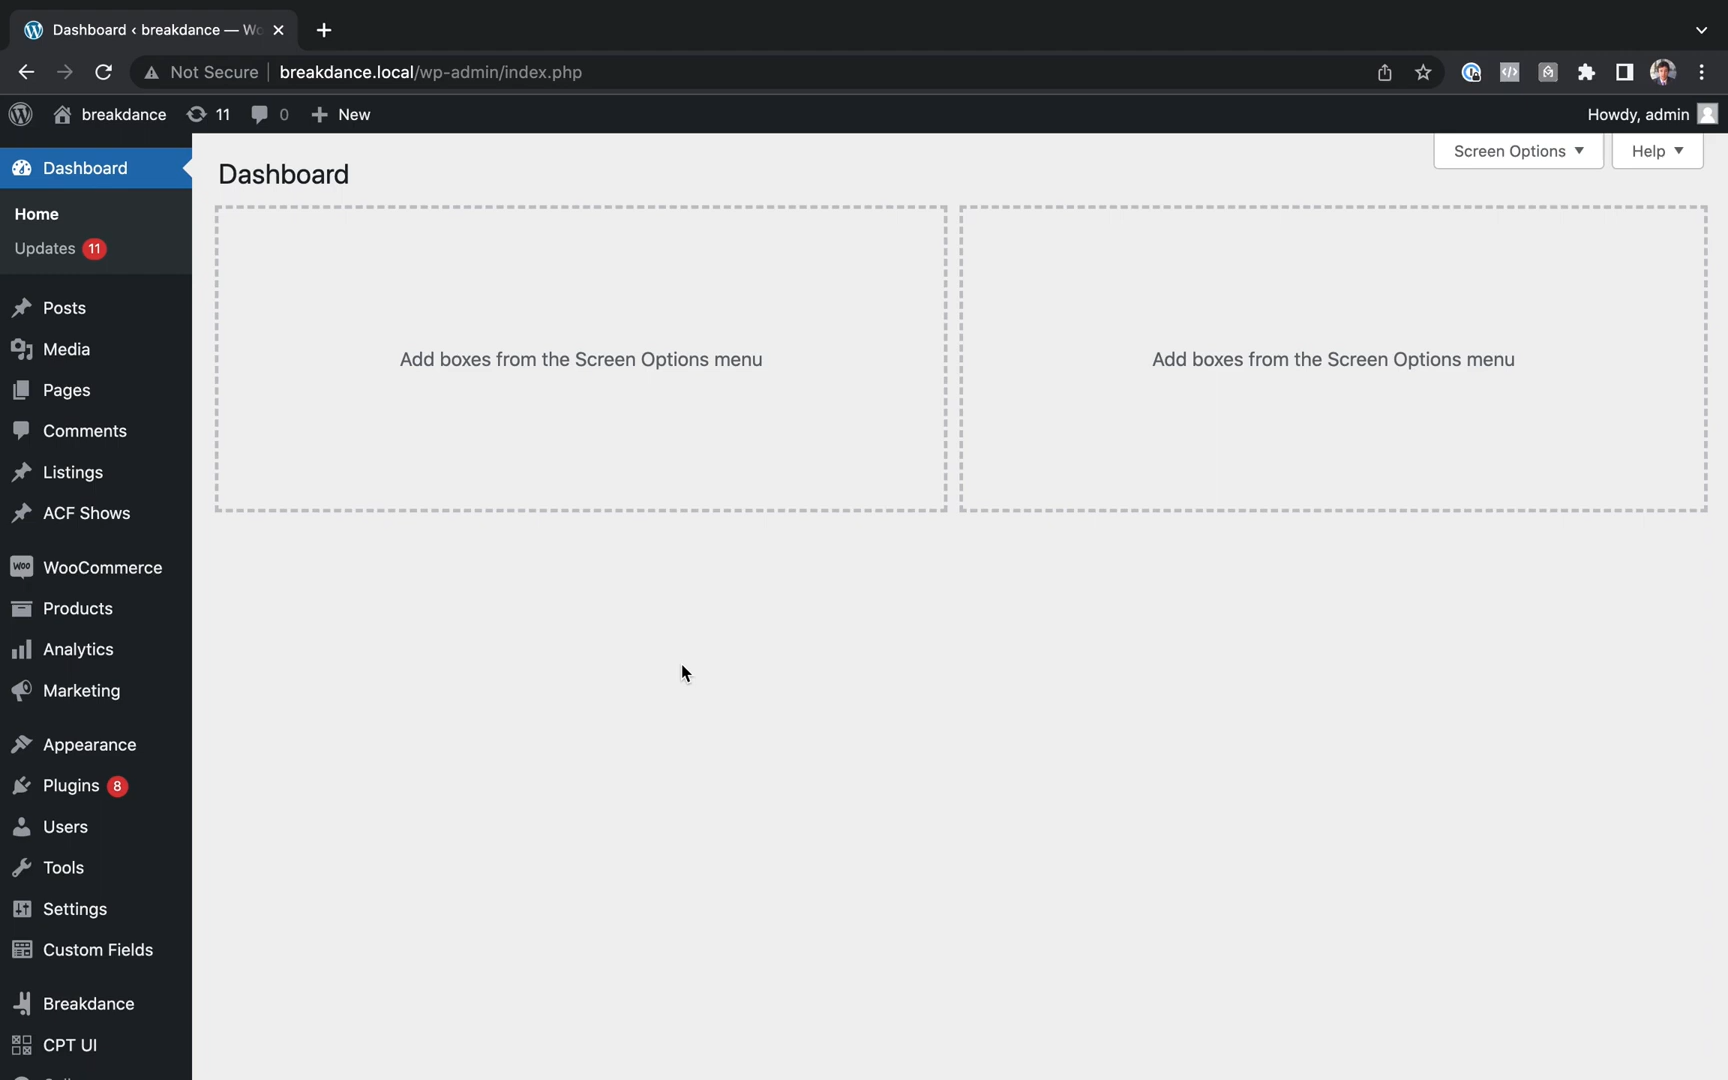 Dashboard ‹ breakdance — Wo
Not Secure
breakdance.local/wp-admin/index.php
breakdance
11
0
New
Howdy, admin
Dashboard
Dashboard
Screen Options
Help
Home
Updates 11
Posts
Add boxes from the Screen Options menu
Add boxes from the Screen Options menu
Media
Pages
Comments
Listings
ACF Shows
WooCommerce
Products
Analytics
Marketing
Appearance
Plugins 8
Users
Tools
Settings
Custom Fields
Breakdance
CPT UI